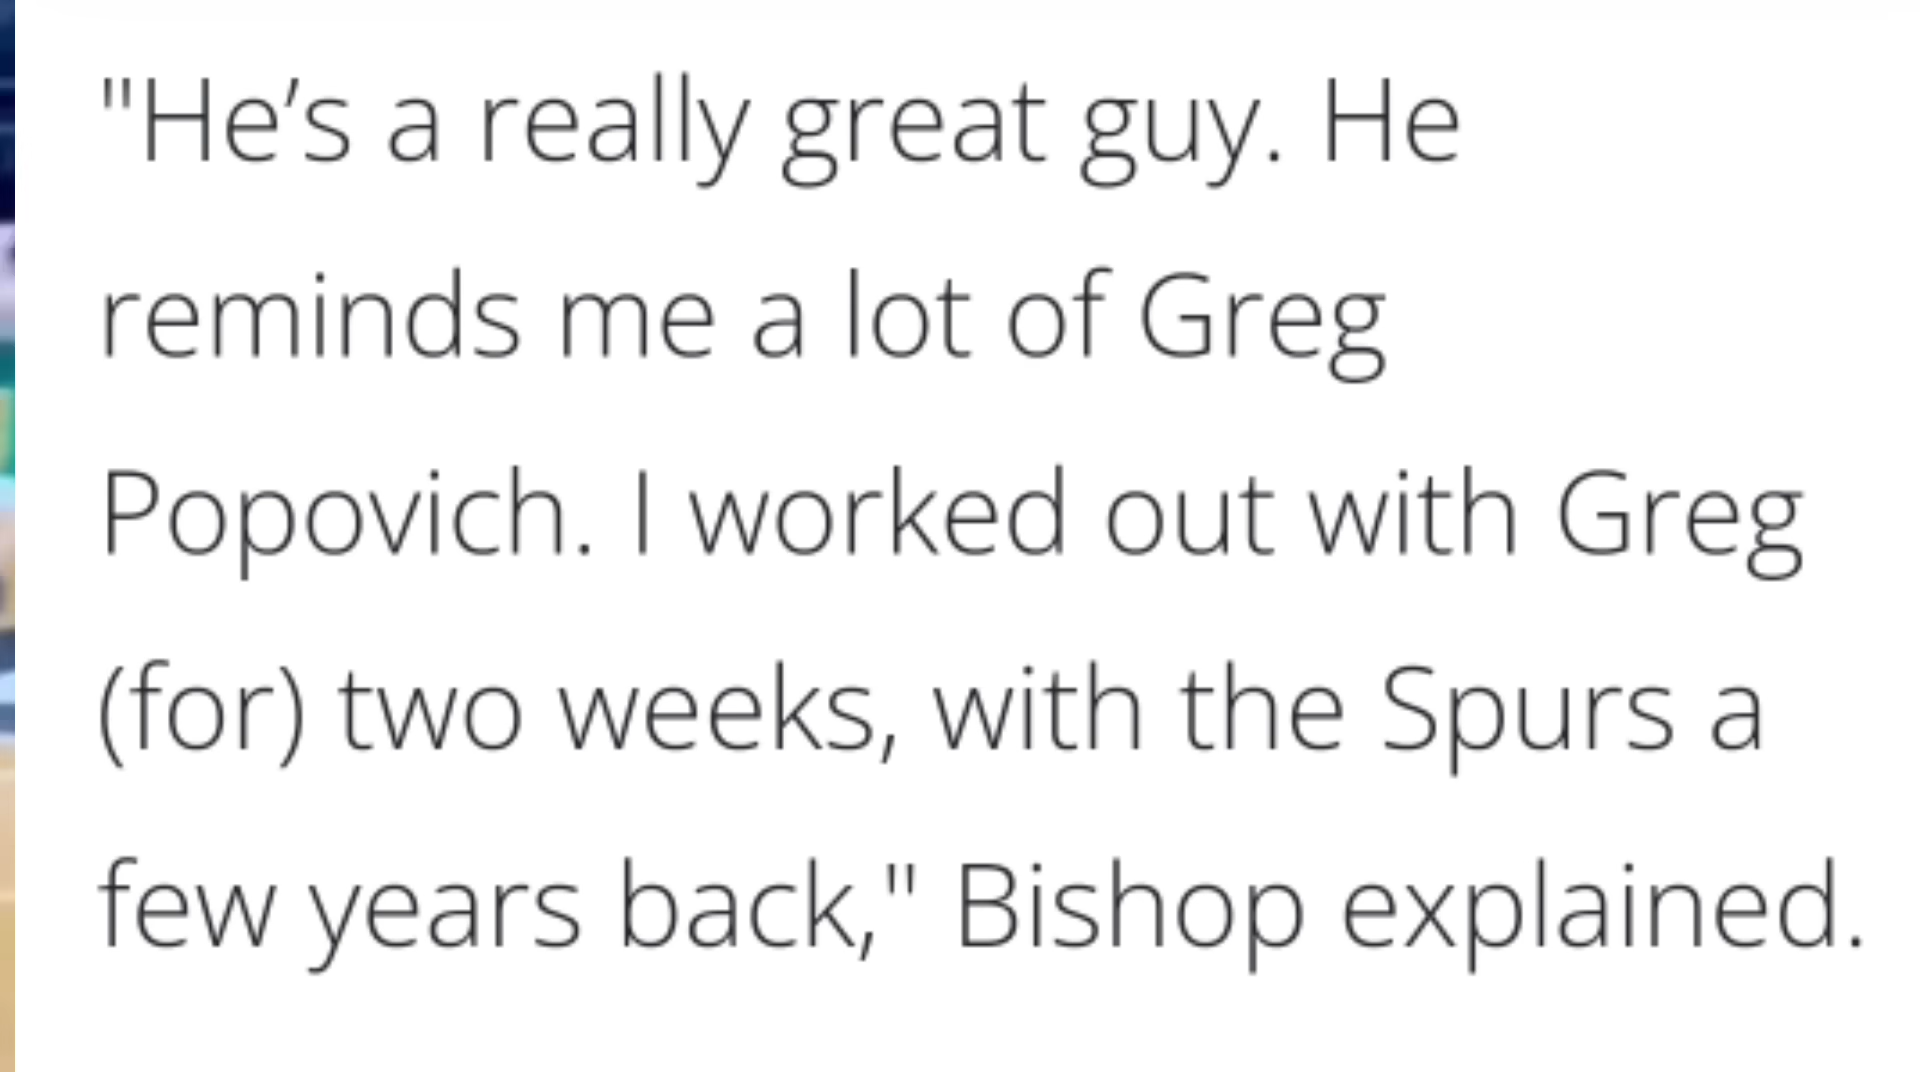 "He’s a really great guy. He
reminds me a lot of Greg
Popovich. I worked out with Greg
(for) two weeks, with the Spurs a
few years back," Bishop explained.